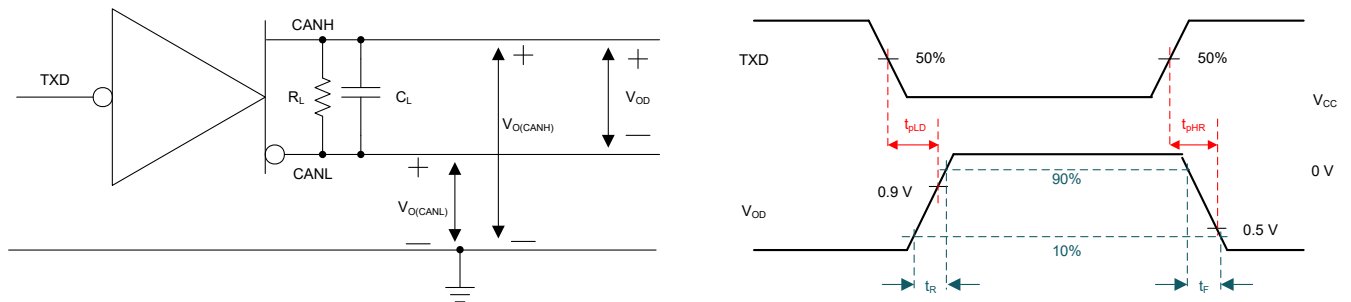 CANH
TXD
R_L
C_L
V_OD
V_O(CANH)
CANL
V_O(CANL)
+
—
+
—
+
—
TXD
50%
50%
V_CC
t_pLD
t_pHR
0 V
90%
0.9 V
V_OD
0.5 V
10%
t_R
t_F